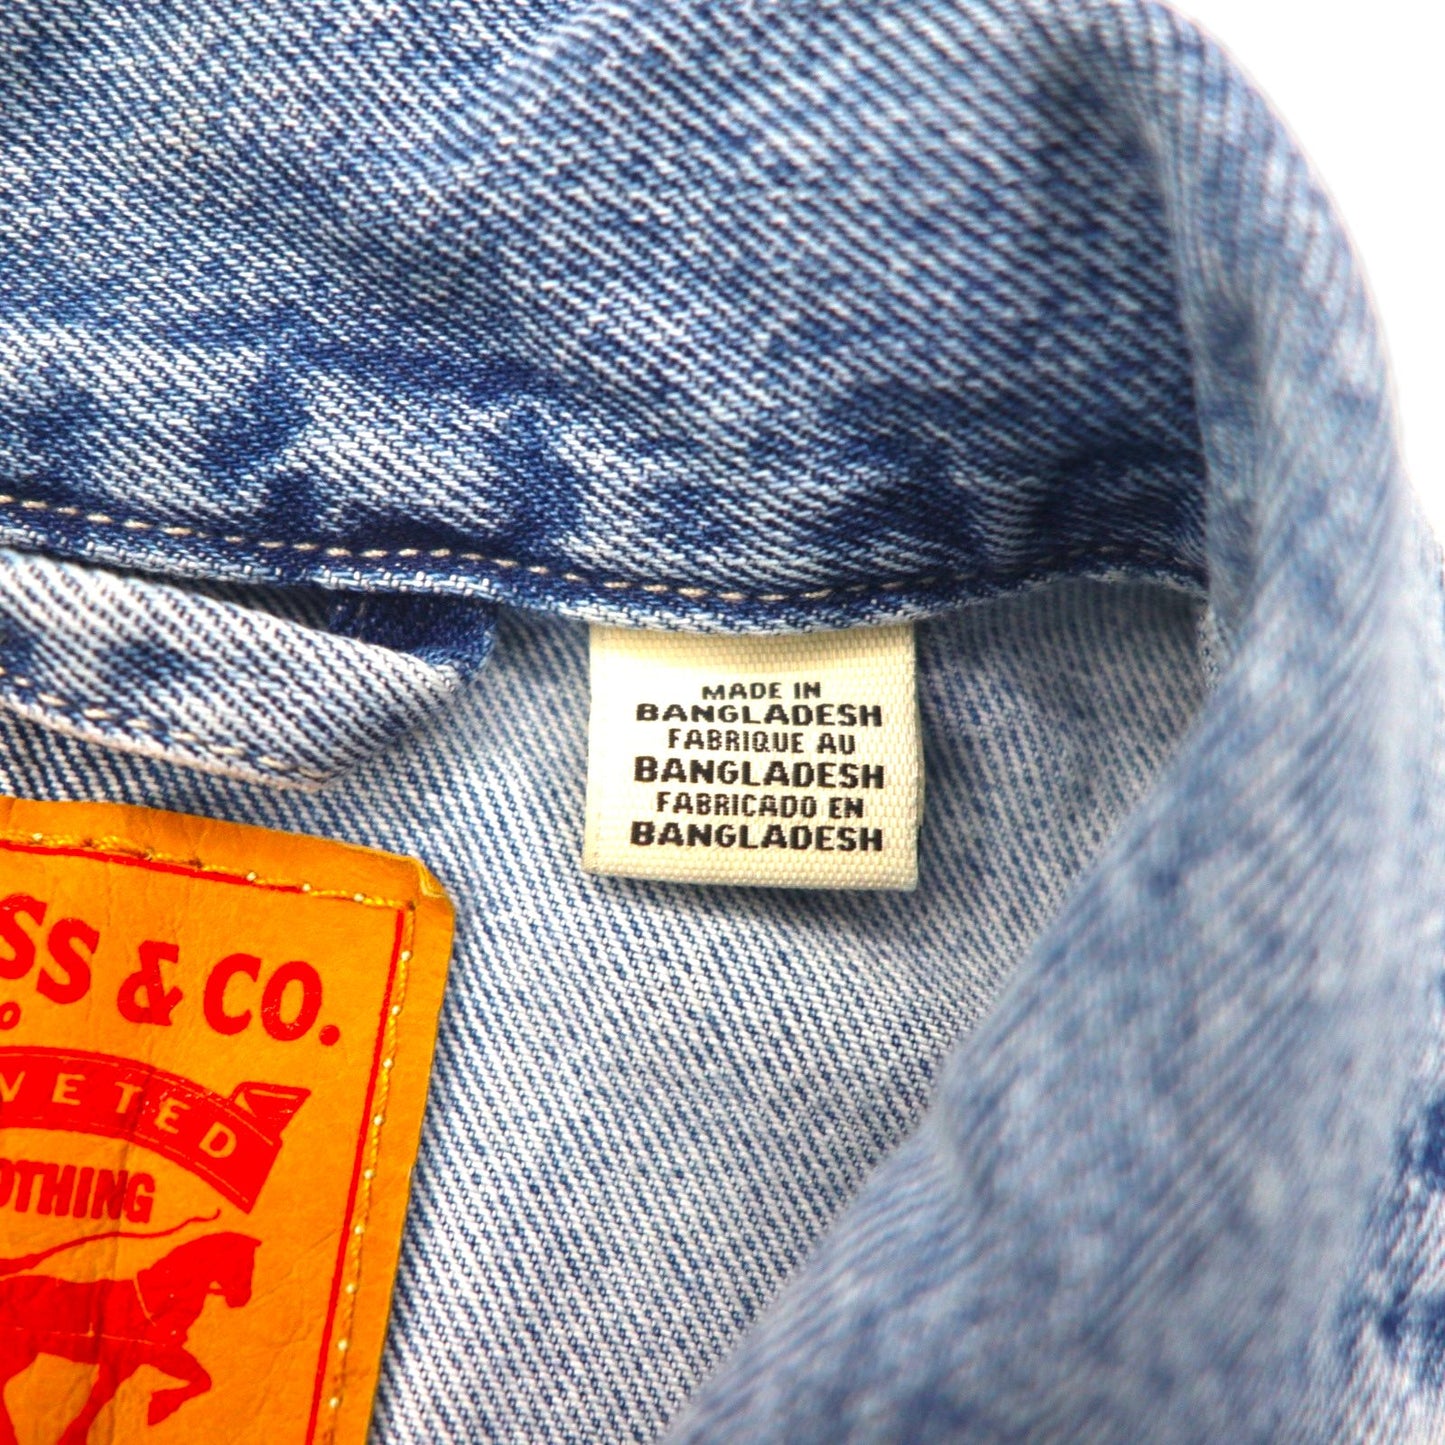 MADE IN
BANGLADESH
FABRIQUE AU
BANGLADESH
FABRICADO EN
BANGLADESH
SS & CO.
VETED
OTHING